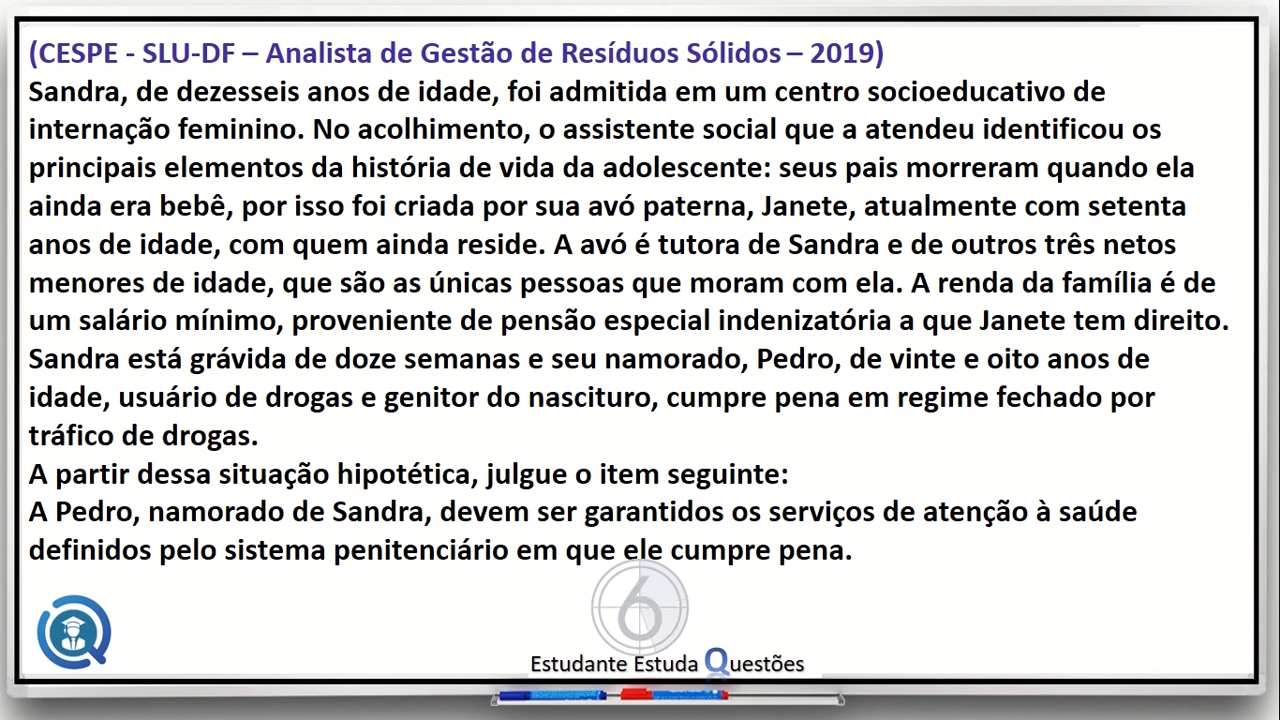 (CESPE - SLU-DF – Analista de Gestão de Resíduos Sólidos – 2019)
Sandra, de dezesseis anos de idade, foi admitida em um centro socioeducativo de
internação feminino. No acolhimento, o assistente social que a atendeu identificou os
principais elementos da história de vida da adolescente: seus pais morreram quando ela
ainda era bebê, por isso foi criada por sua avó paterna, Janete, atualmente com setenta
anos de idade, com quem ainda reside. A avó é tutora de Sandra e de outros três netos
menores de idade, que são as únicas pessoas que moram com ela. A renda da família é de
um salário mínimo, proveniente de pensão especial indenizatória a que Janete tem direito.
Sandra está grávida de doze semanas e seu namorado, Pedro, de vinte e oito anos de
idade, usuário de drogas e genitor do nascituro, cumpre pena em regime fechado por
tráfico de drogas.
A partir dessa situação hipotética, julgue o item seguinte:
A Pedro, namorado de Sandra, devem ser garantidos os serviços de atenção à saúde
definidos pelo sistema penitenciário em que ele cumpre pena.
6
Estudante Estuda Questões